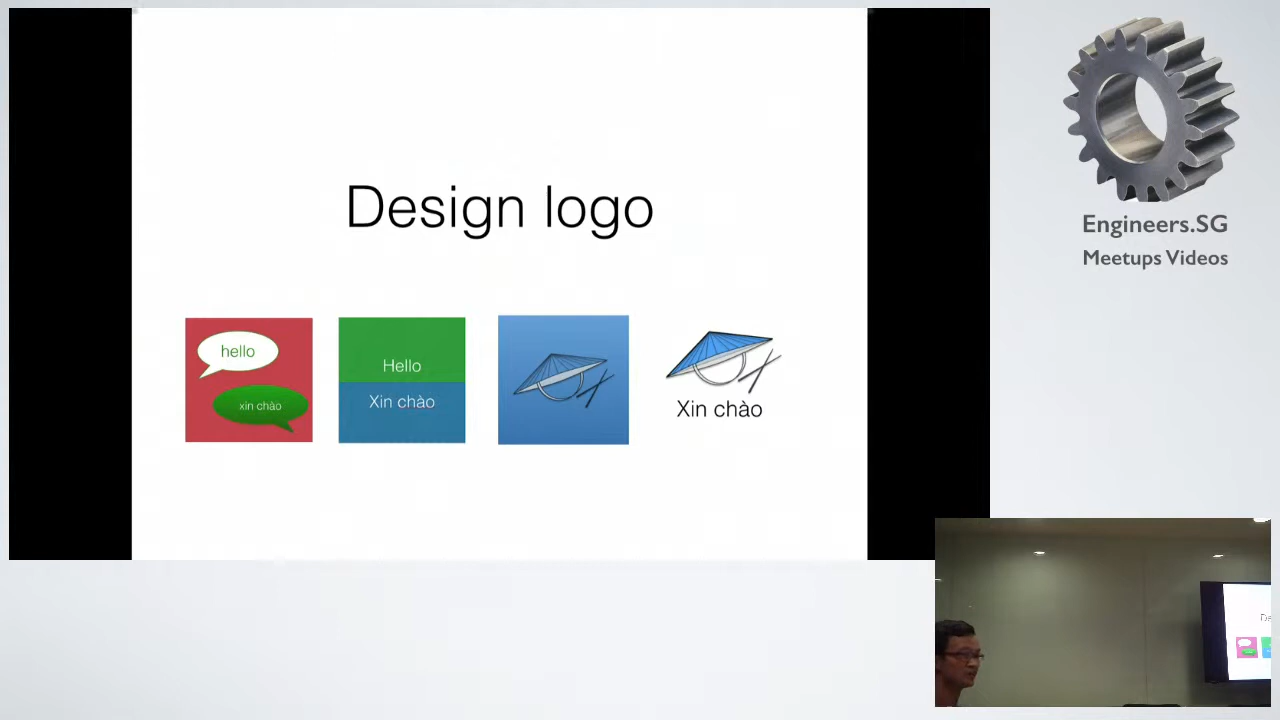 Design logo
hello
xin chào
Hello
Xin chào
Xin chào
Engineers.SG
Meetups Videos